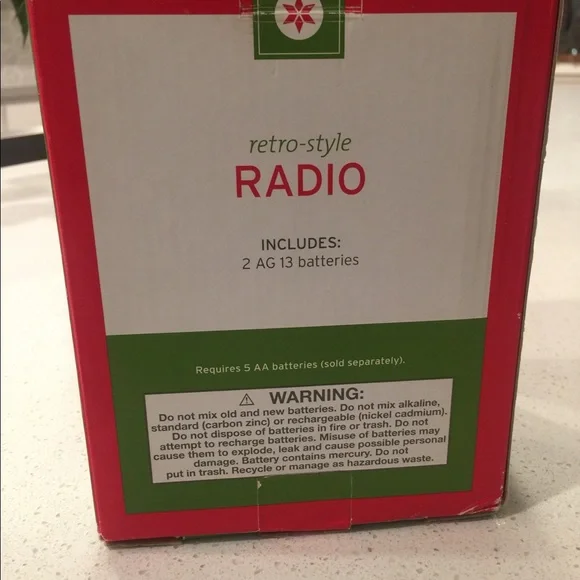 retro-style
RADIO
INCLUDES:
2 AG 13 batteries
Requires 5 AA batteries (sold separately).
⚠ WARNING:
Do not mix old and new batteries. Do not mix alkaline,
standard (carbon zinc) or rechargeable (nickel cadmium).
Do not dispose of batteries in fire or trash. Do not
attempt to recharge batteries. Misuse of batteries may
cause them to explode, leak and cause possible personal
damage. Battery contains mercury. Do not
put in trash. Recycle or manage as hazardous waste.